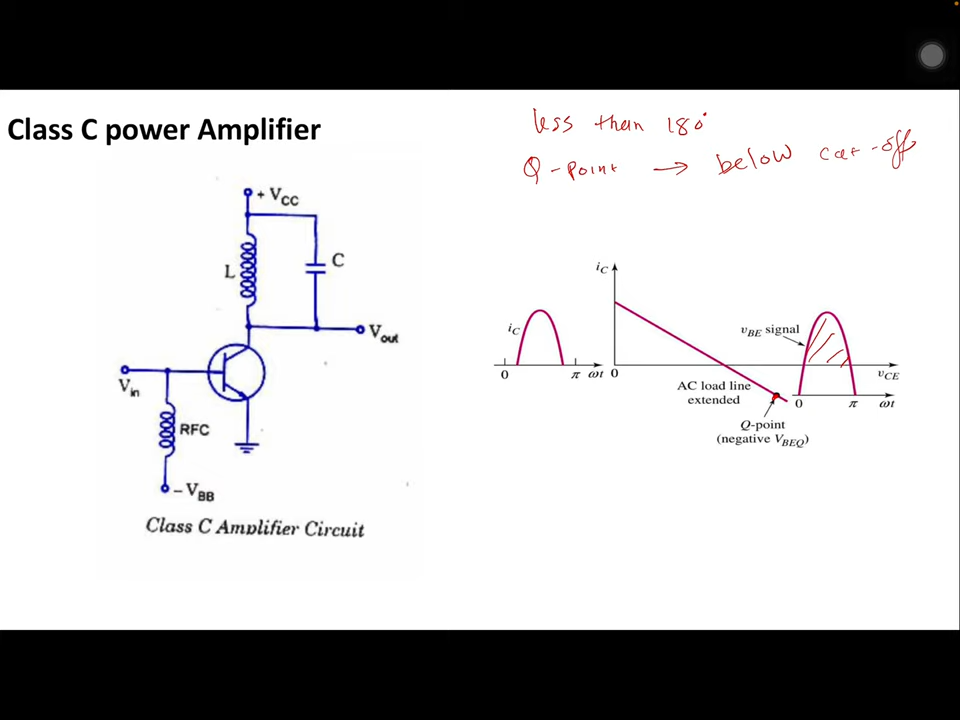 Class C power Amplifier
less than 180°
Q-point → below cut-off
+ VCC
L
C
Vout
Vin
RFC
– VBB
Class C Amplifier Circuit
iC
iC
vBE signal
0
π ωt
0
AC load line
extended
vCE
0
π
ωt
Q-point
(negative VBEQ)